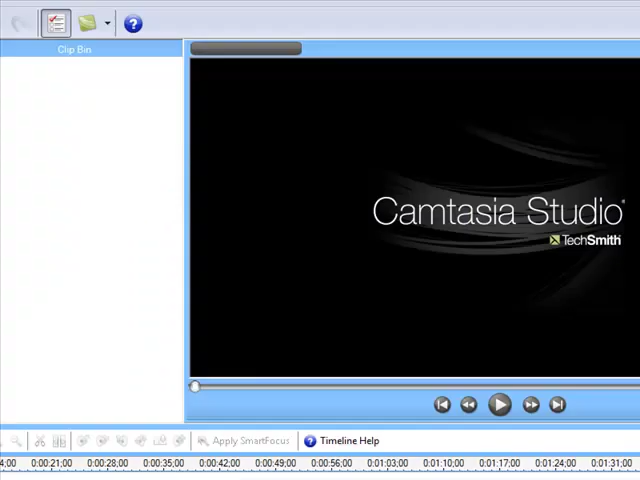 Clip Bin
Camtasia Studio
TechSmith
Apply SmartFocus
Timeline Help
4;00 0:00:21;00 0:00:28;00 0:00:35;00 0:00:42;00 0:00:49;00 0:00:56;00 0:01:03;00 0:01:10;00 0:01:17;00 0:01:24;00 0:01:31;00